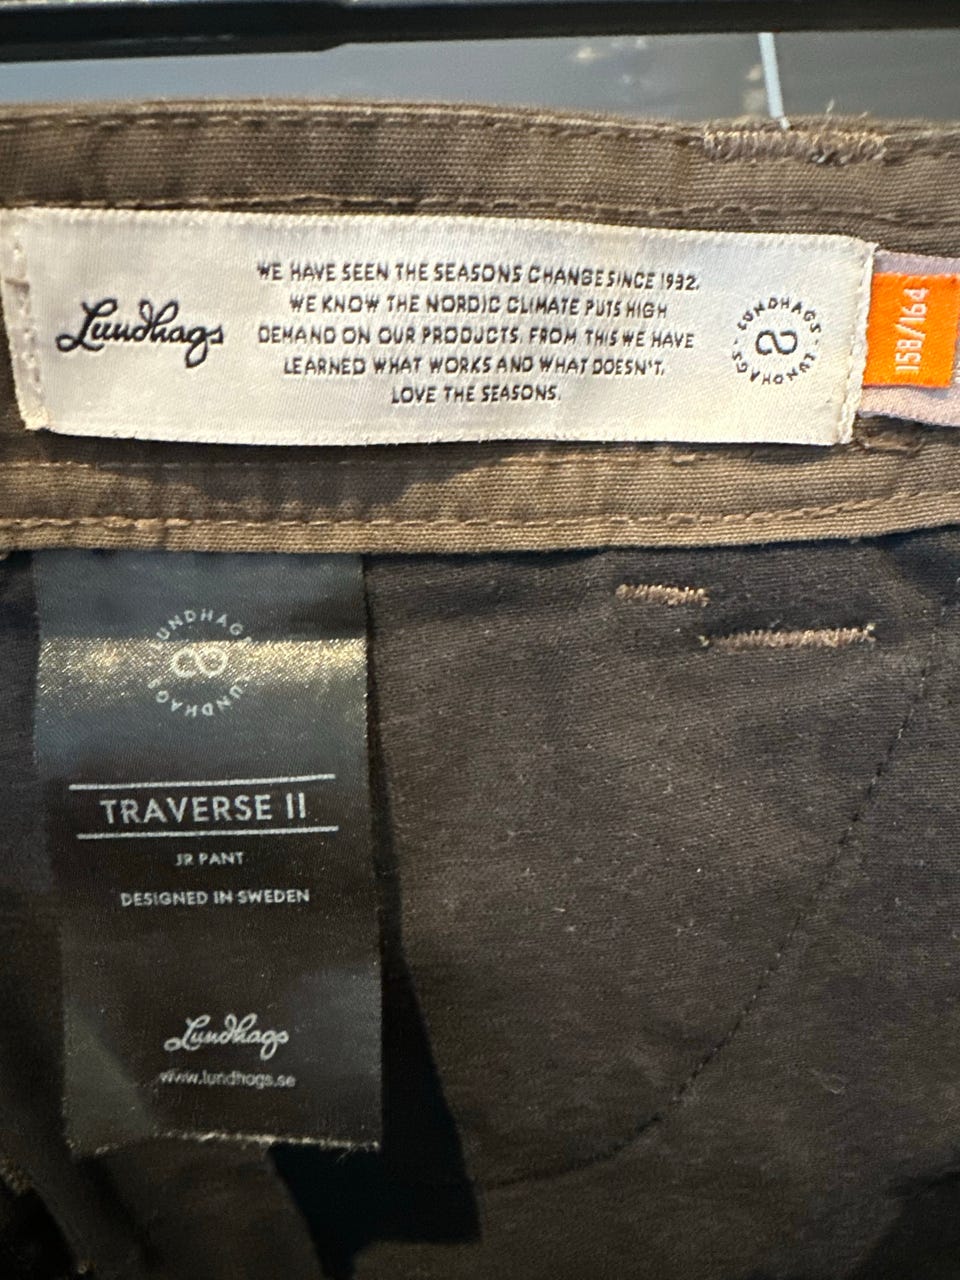 Lundhags
WE HAVE SEEN THE SEASONS CHANGE SINCE 1932.
WE KNOW THE NORDIC CLIMATE PUTS HIGH
DEMAND ON OUR PRODUCTS. FROM THIS WE HAVE
LEARNED WHAT WORKS AND WHAT DOESN'T.
LOVE THE SEASONS.
LUNDHAGS - LUNDHAGS -
158/164
LUNDHAGS LUNDHAGS
TRAVERSE II
JR PANT
DESIGNED IN SWEDEN
Lundhags
www.lundhags.se